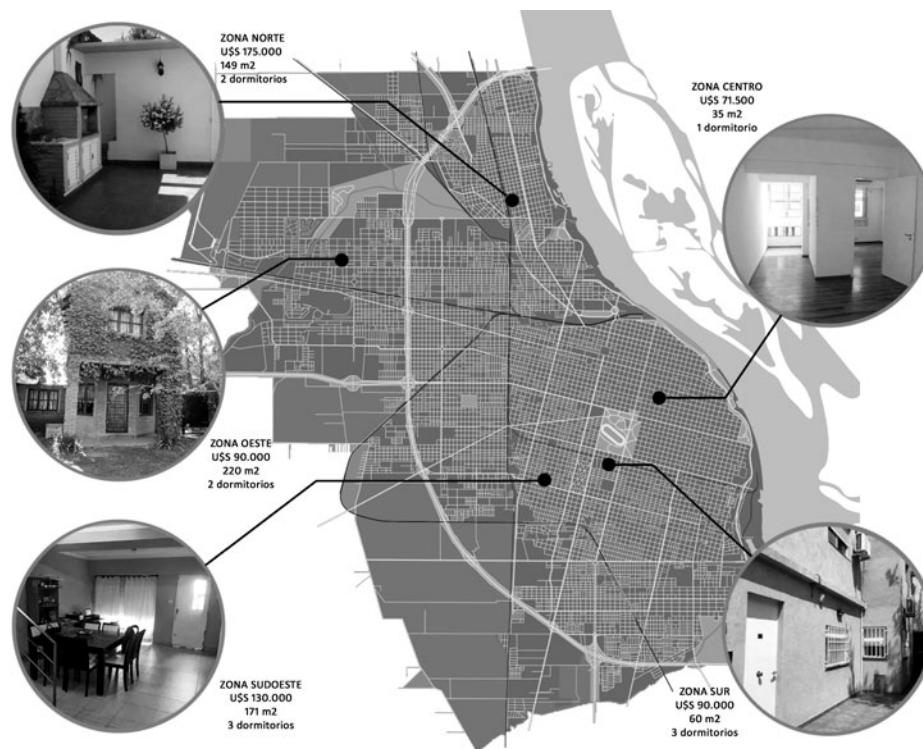 ZONA NORTE
U$S 175.000
149 m2
2 dormitorios
ZONA CENTRO
U$S 71.500
35 m2
1 dormitorio
ZONA OESTE
U$S 90.000
220 m2
2 dormitorios
ZONA SUDOESTE
U$S 130.000
171 m2
3 dormitorios
ZONA SUR
U$S 90.000
60 m2
3 dormitorios